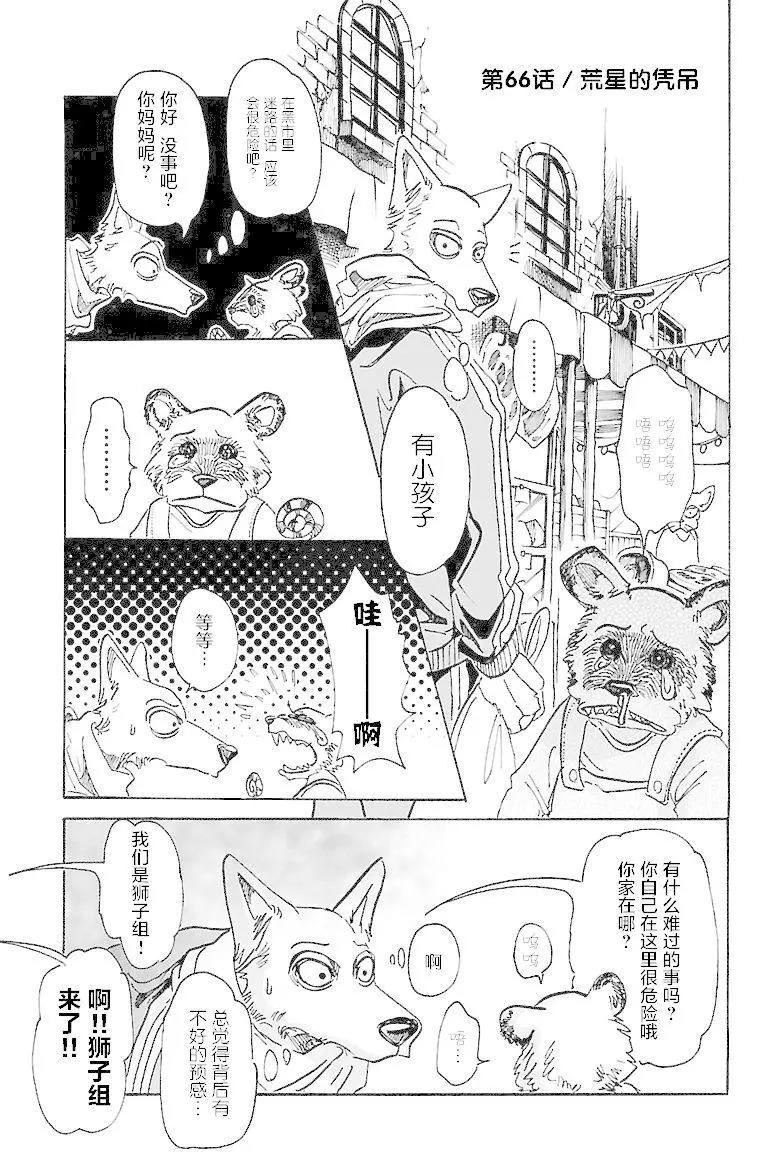 第66话 / 荒星的凭吊
呜呜呜呜
唔唔唔
……
有小孩子
在黑市里
迷路的话 应该
会很危险吧？
你好 没事吧？
你妈妈呢？
………
哇——啊
等等…
有什么难过的事吗？
你自己在这里很危险哦
你家在哪？
呜呜
唔…
啊
总觉得背后有
不好的预感…
我们是狮子组！
啊!!狮子组
来了!!